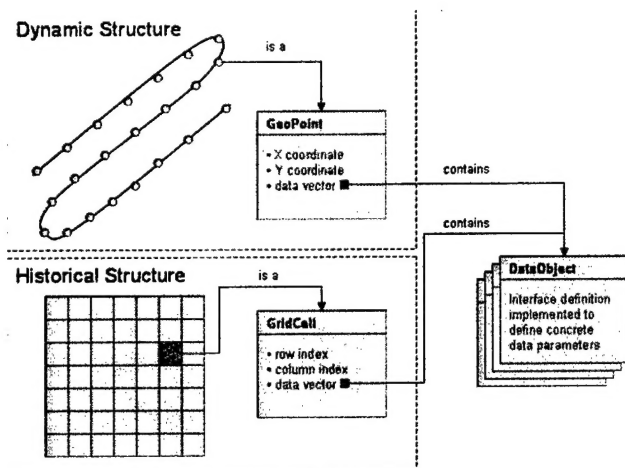 Dynamic Structure
is a
GeoPoint
• X coordinate
• Y coordinate
• data vector
contains
contains
Historical Structure
is a
GridCell
• row index
• column index
• data vector
DataObject
Interface definition
implemented to
define concrete
data parameters